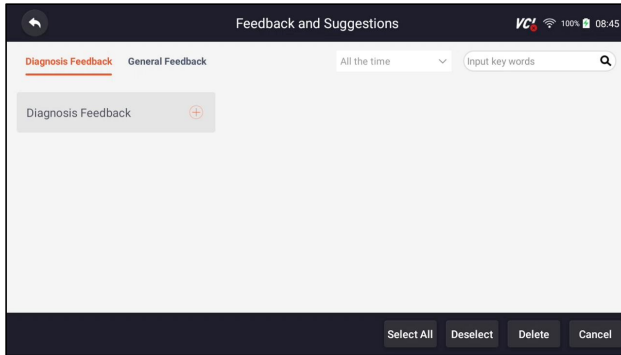 Feedback and Suggestions
VCI 100% 08:45
Diagnosis Feedback General Feedback All the time Input key words
Diagnosis Feedback
Select All Deselect Delete Cancel